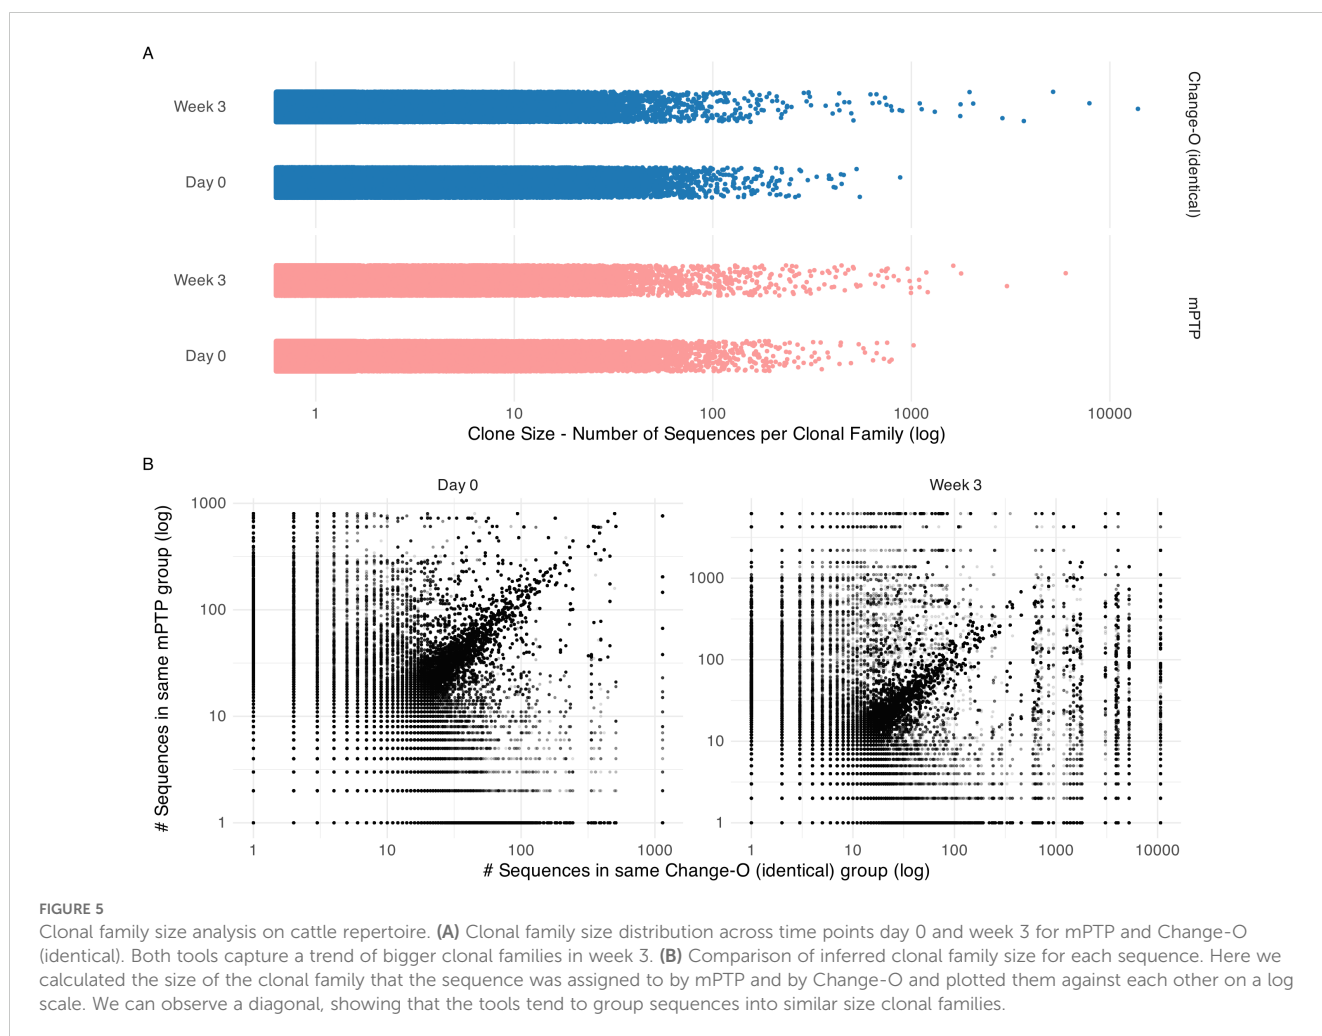 A
Week 3
Day 0
Change-O (identical)
Week 3
Day 0
mPTP
1 10 100 1000 10000
Clone Size - Number of Sequences per Clonal Family (log)
B
Day 0
Week 3
# Sequences in same mPTP group (log)
1000
100
10
1
1 10 100 1000
1000
100
10
1
1 10 100 1000 10000
# Sequences in same Change-O (identical) group (log)
FIGURE 5
Clonal family size analysis on cattle repertoire. (A) Clonal family size distribution across time points day 0 and week 3 for mPTP and Change-O
(identical). Both tools capture a trend of bigger clonal families in week 3. (B) Comparison of inferred clonal family size for each sequence. Here we
calculated the size of the clonal family that the sequence was assigned to by mPTP and by Change-O and plotted them against each other on a log
scale. We can observe a diagonal, showing that the tools tend to group sequences into similar size clonal families.